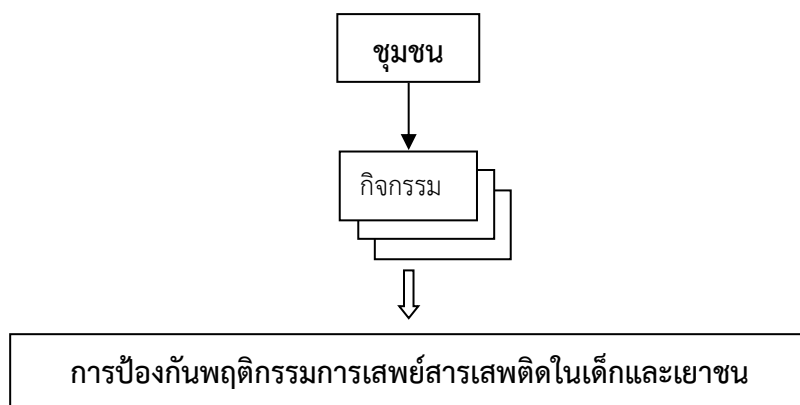 ชุมชน
กิจกรรม
การป้องกันพฤติกรรมการเสพย์สารเสพติดในเด็กและเยาชน